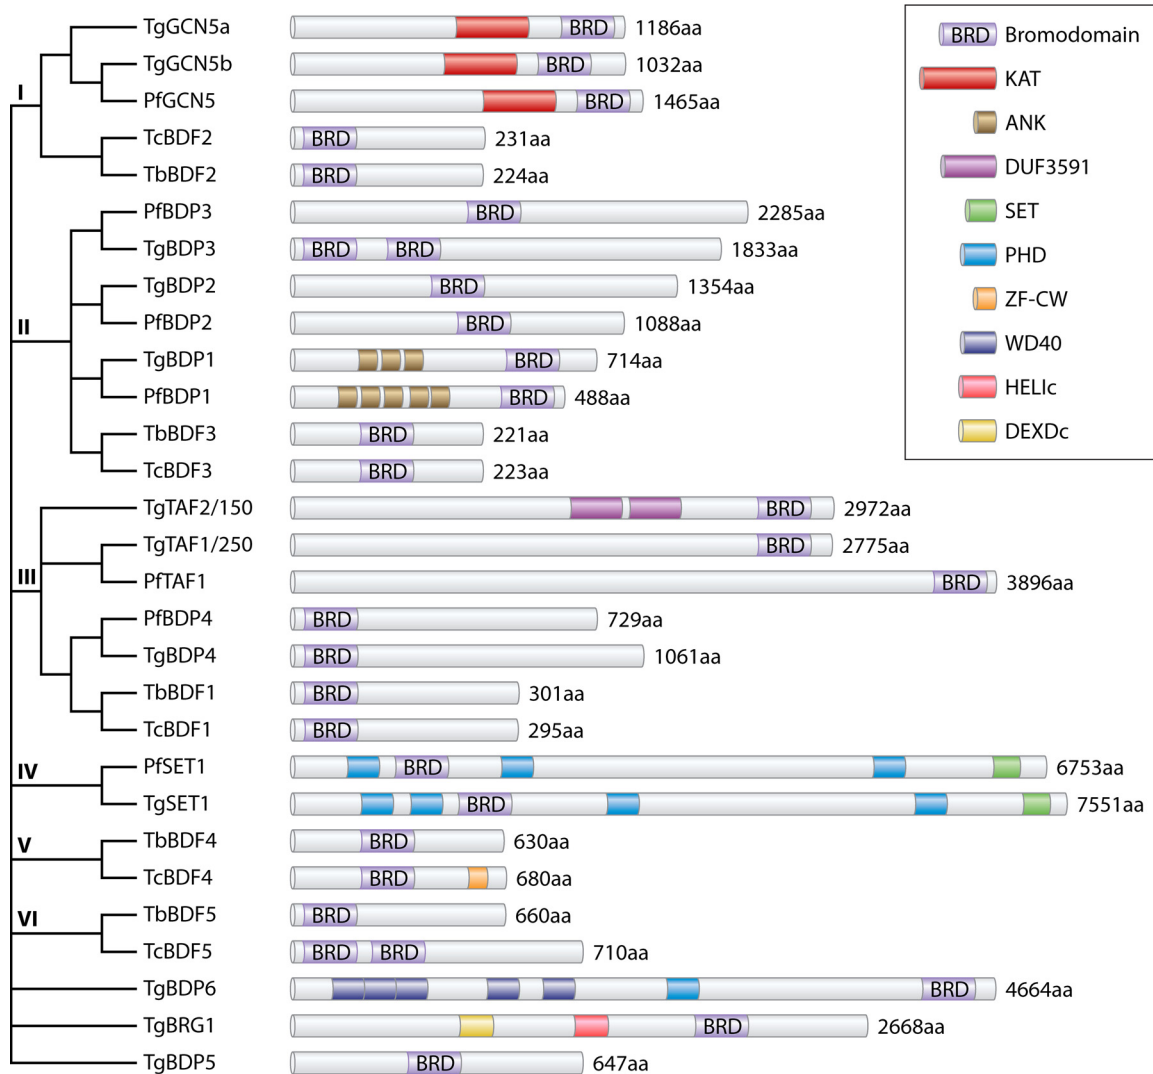 TgGCN5a 1186aa
TgGCN5b BRD 1032aa
I PfGCN5 BRD 1465aa
TcBDF2 BRD 231aa
TbBDF2 BRD 224aa
PfBDP3 BRD 2285aa
TgBDP3 BRD BRD 1833aa
TgBDP2 BRD 1354aa
II PfBDP2 BRD 1088aa
TgBDP1 BRD 714aa
PfBDP1 BRD 488aa
TbBDF3 BRD 221aa
TcBDF3 BRD 223aa
TgTAF2/150 BRD 2972aa
TgTAF1/250 BRD 2775aa
III PfTAF1 BRD 3896aa
PfBDP4 BRD 729aa
TgBDP4 BRD 1061aa
TbBDF1 BRD 301aa
TcBDF1 BRD 295aa
IV PfSET1 BRD 6753aa
TgSET1 BRD 7551aa
V TbBDF4 BRD 630aa
TcBDF4 BRD 680aa
VI TbBDF5 BRD 660aa
TcBDF5 BRD BRD 710aa
TgBDP6 BRD 4664aa
TgBRG1 BRD 2668aa
TgBDP5 BRD 647aa
BRD Bromodomain
KAT
ANK
DUF3591
SET
PHD
ZF-CW
WD40
HELIc
DEXDc